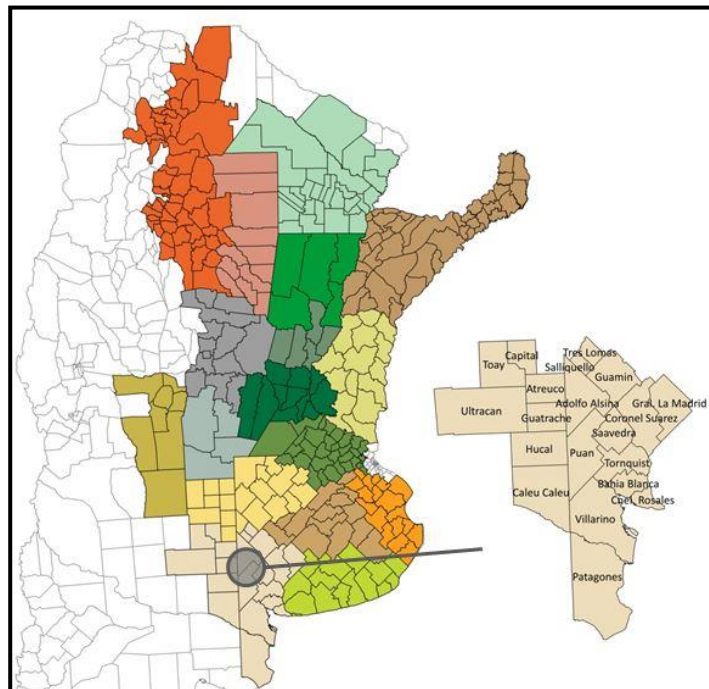 Tres Lomas
Capital
Toay
Salliquello
Guamin
Atreuco
Adolfo Alsina
Gral. La Madrid
Ultracan
Guatrache
Coronel Suarez
Saavedra
Hucal
Puan
Tornquist
Bahia Blanca
Caleu Caleu
Cnel. Rosales
Villarino
Patagones